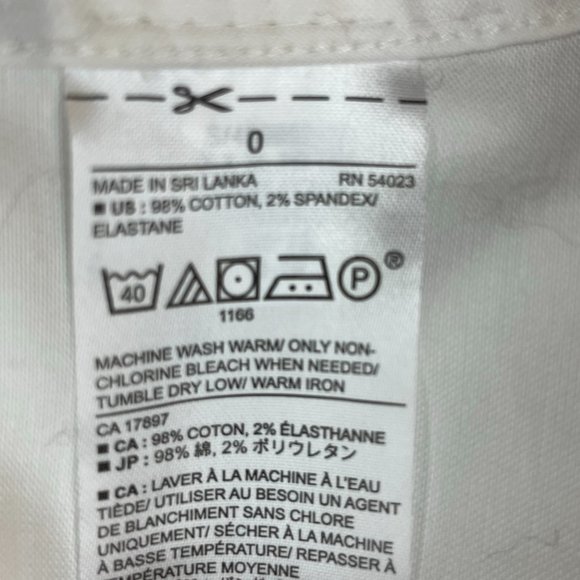 0
MADE IN SRI LANKA RN 54023
■ US : 98% COTTON, 2% SPANDEX/
ELASTANE
40 P ®
1166
MACHINE WASH WARM/ ONLY NON-
CHLORINE BLEACH WHEN NEEDED/
TUMBLE DRY LOW/ WARM IRON
CA 17897
■ CA : 98% COTON, 2% ÉLASTHANNE
■ JP : 98% 綿, 2% ポリウレタン
■ CA : LAVER À LA MACHINE À L'EAU
TIÈDE/ UTILISER AU BESOIN UN AGENT
DE BLANCHIMENT SANS CHLORE
UNIQUEMENT/ SÉCHER À LA MACHINE
À BASSE TEMPÉRATURE/ REPASSER À
TEMPÉRATURE MOYENNE